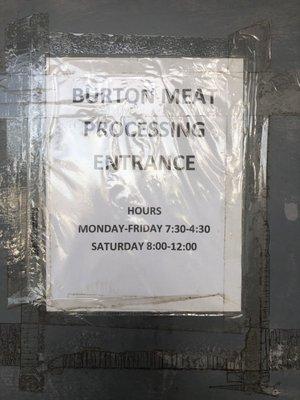 BURTON MEAT
PROCESSING
ENTRANCE
HOURS
MONDAY-FRIDAY 7:30-4:30
SATURDAY 8:00-12:00